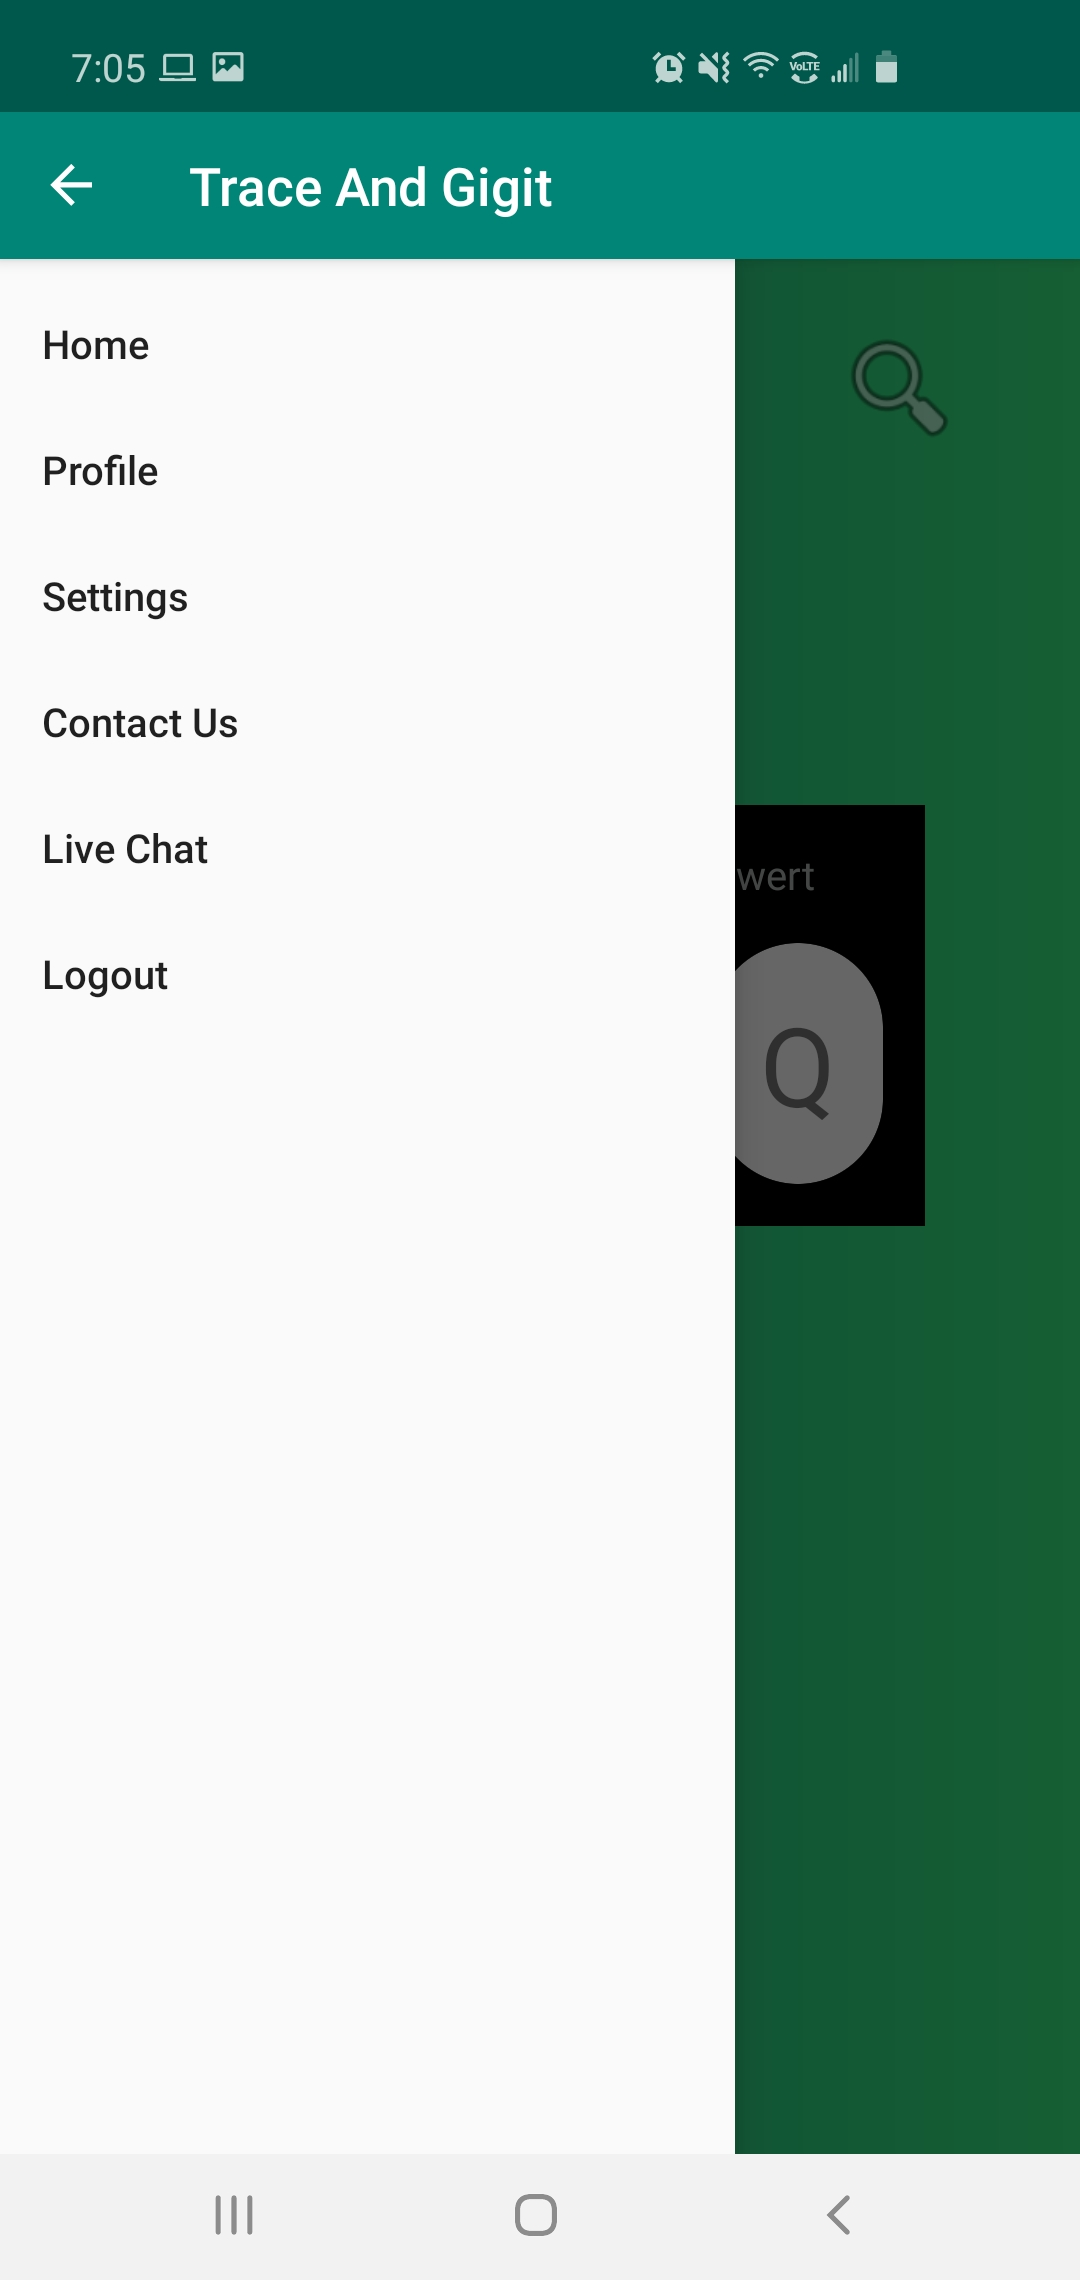 7:05 VoLTE
Trace And Gigit
Home
Profile
Settings
Contact Us
Live Chat
Logout
wert
Q